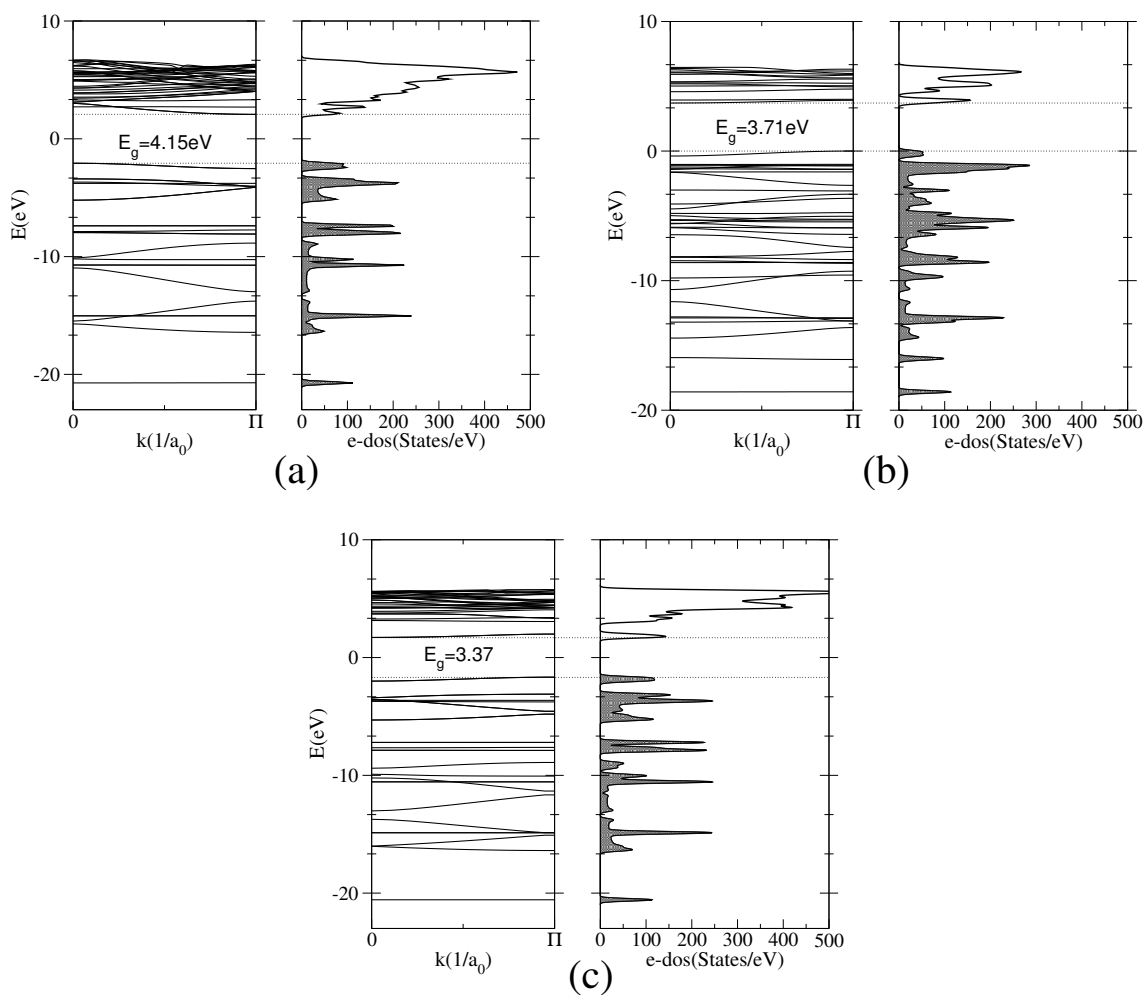 10
0
-10
-20
E(eV)
E_g=4.15eV
0
Π
k(1/a_0)
0 100 200 300 400 500
e-dos(States/eV)
(a)
10
0
-10
-20
E(eV)
E_g=3.71eV
0
Π
k(1/a_0)
0 100 200 300 400 500
e-dos(States/eV)
(b)
10
0
-10
-20
E(eV)
E_g=3.37
0
Π
k(1/a_0)
0 100 200 300 400 500
e-dos(States/eV)
(c)